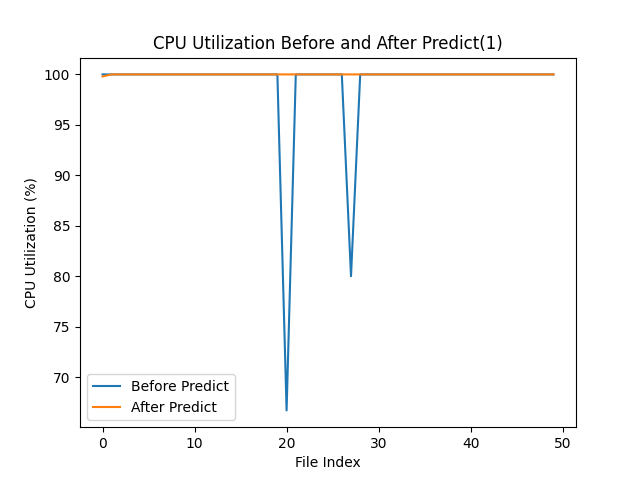 CPU Utilization Before and After Predict(1)
100
95
90
85
80
75
70
CPU Utilization (%)
Before Predict
After Predict
0 10 20 30 40 50
File Index